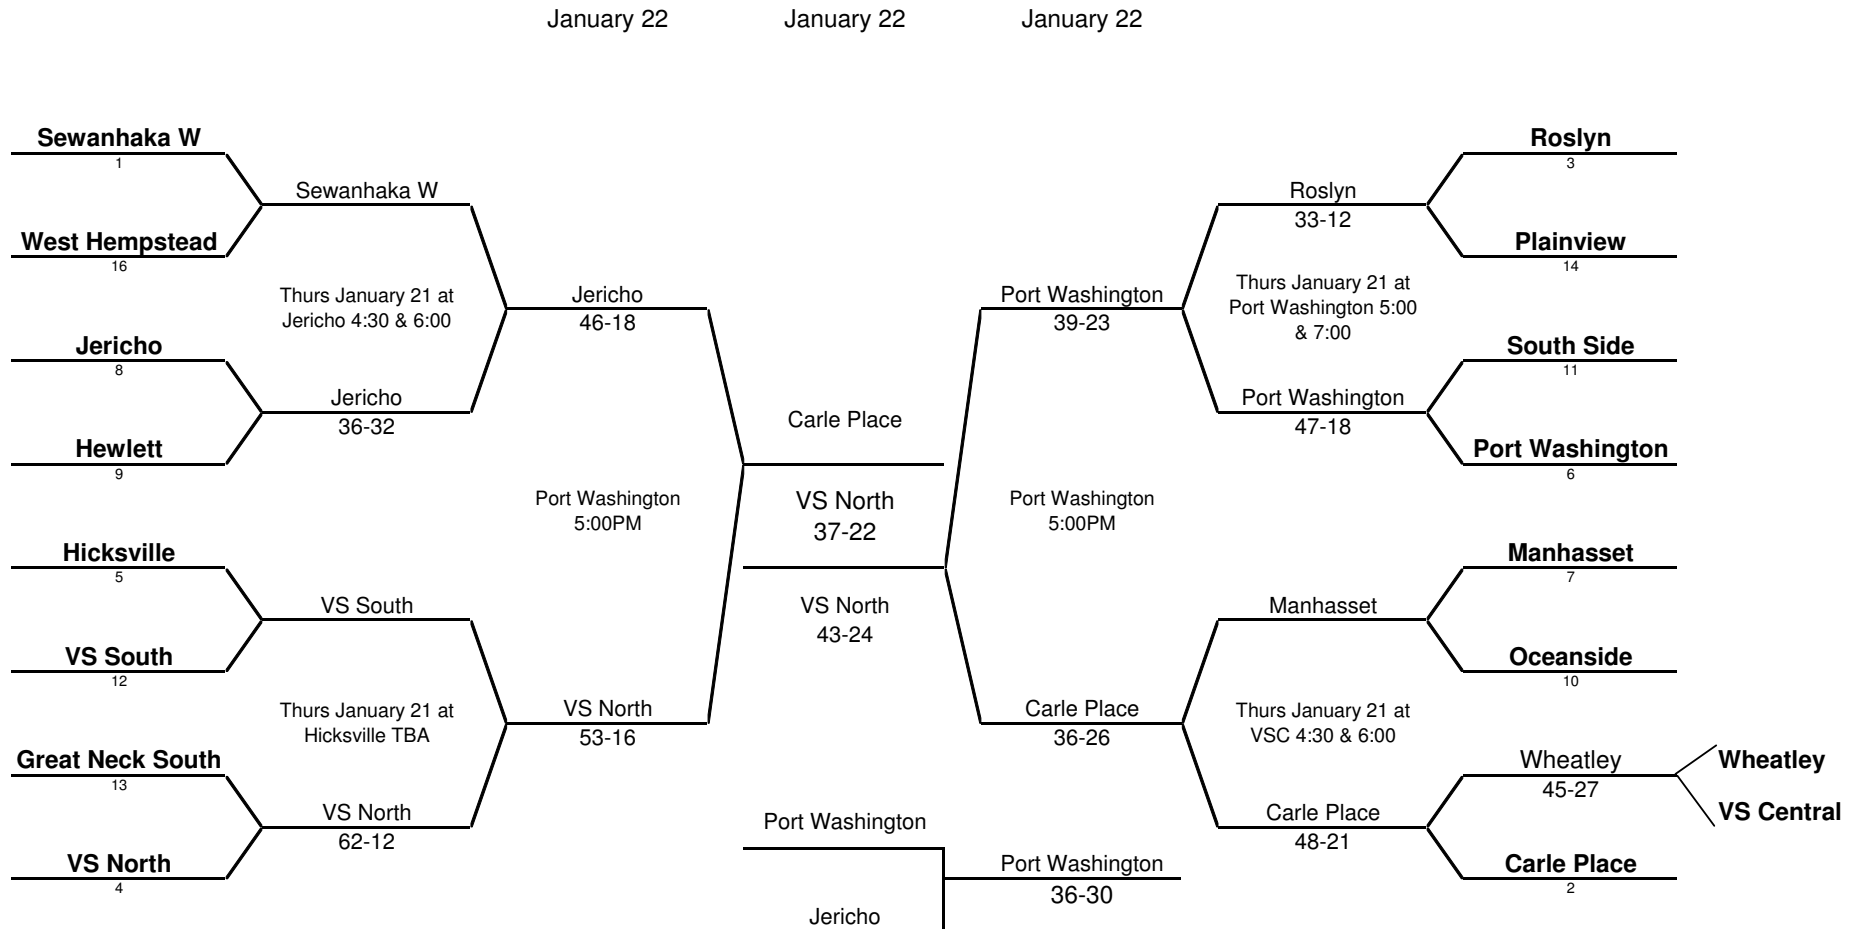 January 22
January 22
January 22
Sewanhaka W
1
Sewanhaka W
West Hempstead
16
Thurs January 21 at
Jericho 4:30 & 6:00
Jericho
46-18
Jericho
8
Jericho
36-32
Hewlett
9
Port Washington
5:00PM
Hicksville
5
VS South
VS South
12
Thurs January 21 at
Hicksville TBA
VS North
53-16
Great Neck South
13
VS North
62-12
VS North
4
Carle Place
VS North
37-22
VS North
43-24
Port Washington
Jericho
Port Washington
36-30
Port Washington
39-23
Port Washington
5:00PM
Carle Place
36-26
Roslyn
33-12
Thurs January 21 at
Port Washington 5:00
& 7:00
Port Washington
47-18
Manhasset
Thurs January 21 at
VSC 4:30 & 6:00
Carle Place
48-21
Roslyn
3
Plainview
14
South Side
11
Port Washington
6
Manhasset
7
Oceanside
10
Wheatley
45-27
Carle Place
2
Wheatley
VS Central